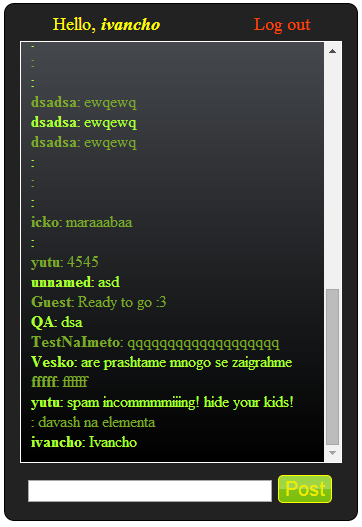 Hello, ivancho Log out
:
:
:
dsadsa: ewqewq
dsadsa: ewqewq
dsadsa: ewqewq
:
:
:
icko: maraaabaa
:
yutu: 4545
unnamed: asd
Guest: Ready to go :3
QA: dsa
TestNaImeto: qqqqqqqqqqqqqqqqqqq
Vesko: are prashtame mnogo se zaigrahme
fffff: ffffff
yutu: spam incommmmiiing! hide your kids!
: davash na elementa
ivancho: Ivancho
Post